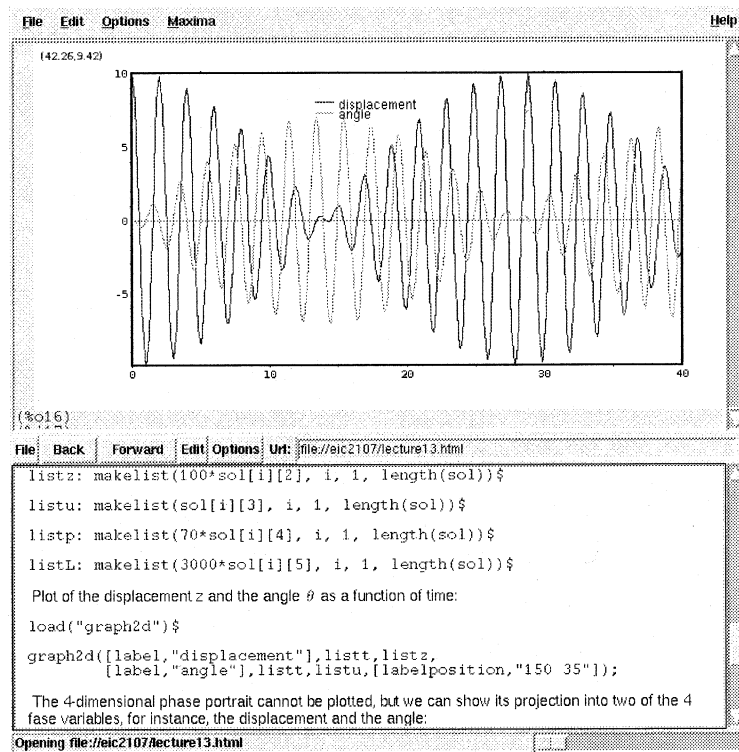 File Edit Options Maxima Help
(42.26,9.42)
10
displacement
angle
5
0
-5
0 10 20 30 40
(%o16)
File Back Forward Edit Options Url: file://eic2107/lecture13.html
listz: makelist(100*sol[i][2], i, 1, length(sol))$
listu: makelist(sol[i][3], i, 1, length(sol))$
listp: makelist(70*sol[i][4], i, 1, length(sol))$
listL: makelist(3000*sol[i][5], i, 1, length(sol))$
Plot of the displacement z and the angle θ as a function of time:
load("graph2d")$
graph2d([label,"displacement"],listt,listz,
[label,"angle"],listt,listu,[labelposition,"150 35"]);
The 4-dimensional phase portrait cannot be plotted, but we can show its projection into two of the 4
fase variables, for instance, the displacement and the angle:
Opening file://eic2107/lecture13.html